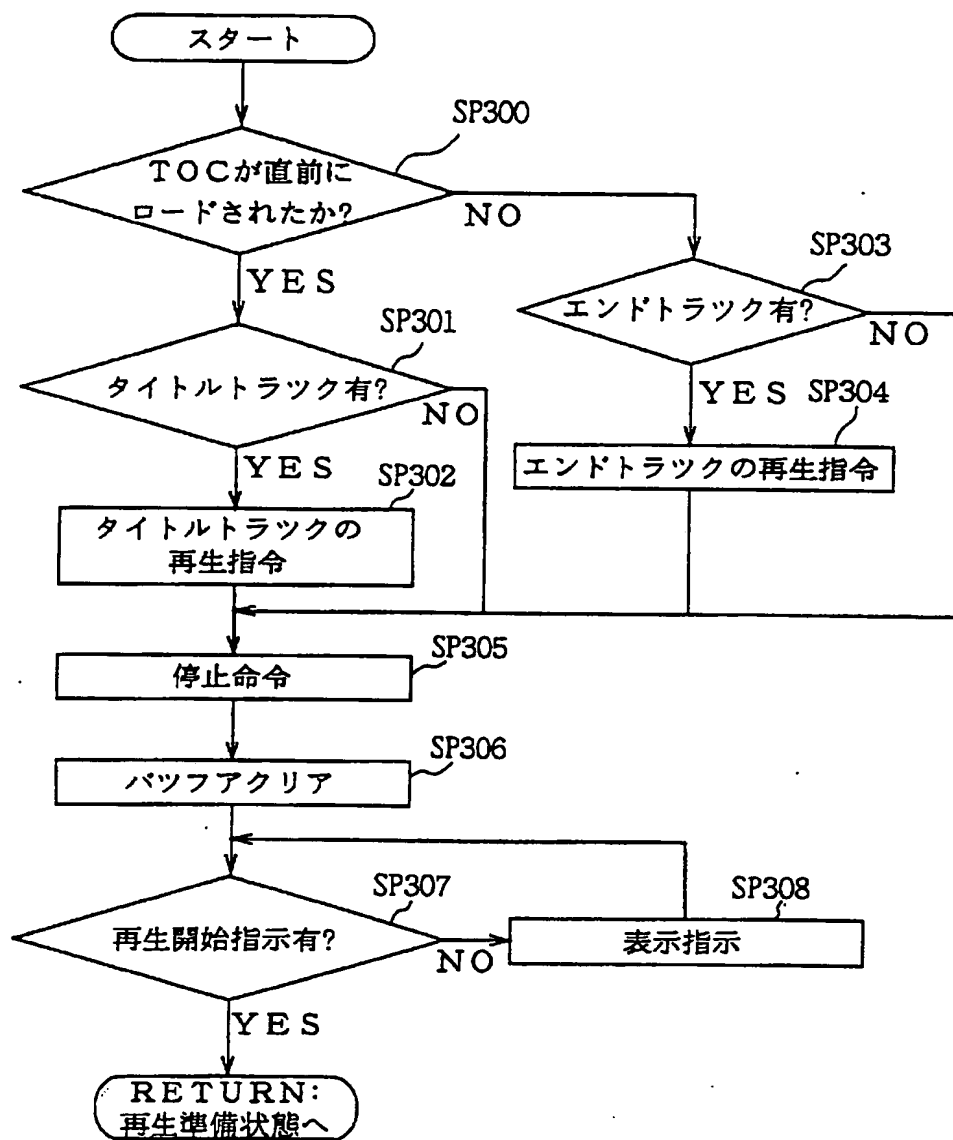 スタート
SP300
TOCが直前に
ロードされたか?
NO
YES
SP303
エンドトラック有?
NO
SP301
タイトルトラツク有?
NO
YES
YES
SP304
エンドトラックの再生指令
SP302
タイトルトラツクの
再生指令
SP305
停止命令
SP306
バツフアクリア
SP307
再生開始指示有?
NO
SP308
表示指示
YES
RETURN:
再生準備状態へ